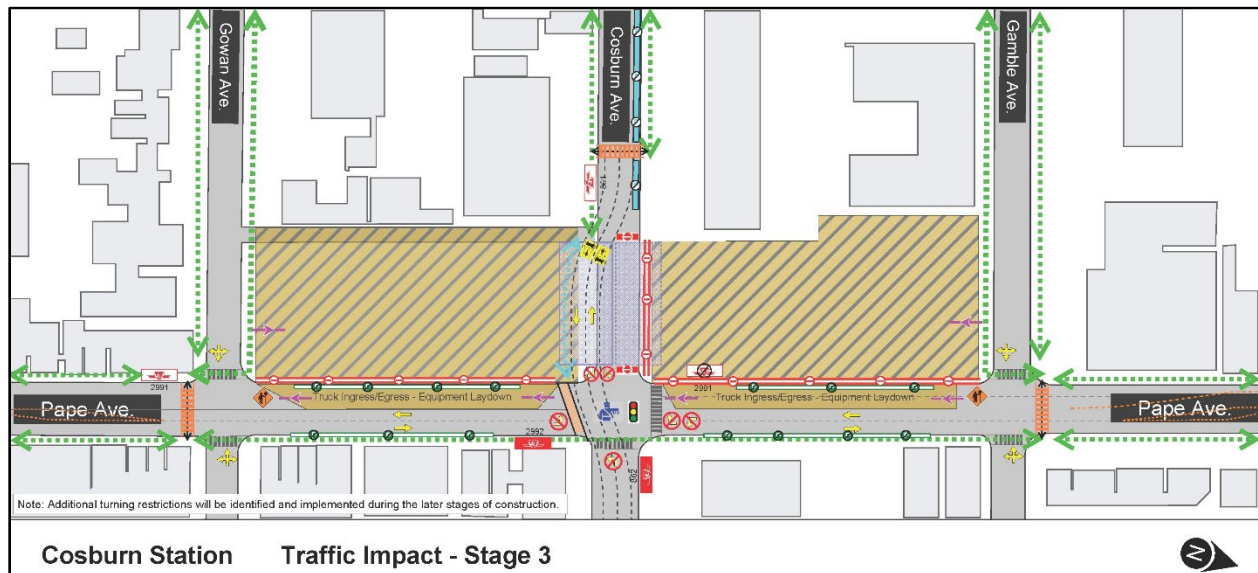 Gowan Ave.
Cosburn Ave.
Gamble Ave.
2991
2991
Truck Ingress/Egress - Equipment Laydown
Truck Ingress/Egress - Equipment Laydown
Pape Ave.
Pape Ave.
2992
Note: Additional turning restrictions will be identified and implemented during the later stages of construction.
Cosburn Station Traffic Impact - Stage 3
N